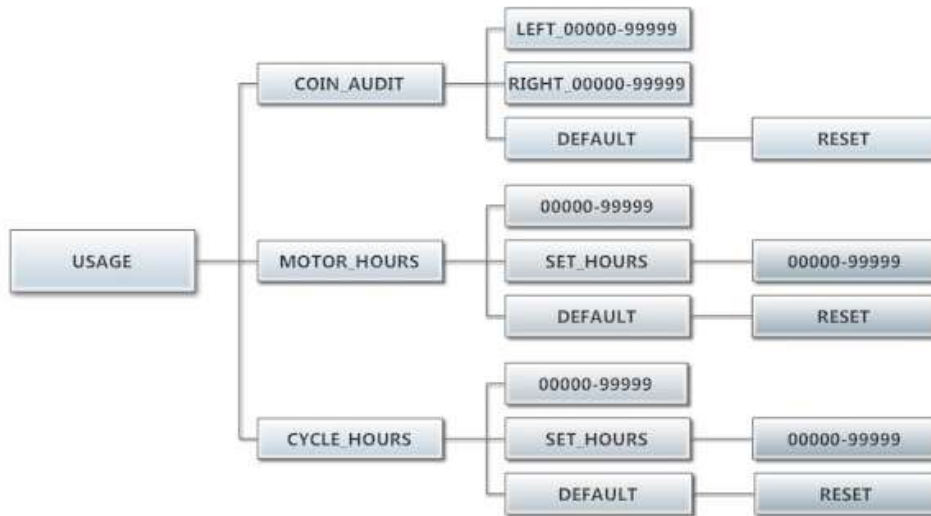 LEFT_00000-99999
COIN_AUDIT
RIGHT_00000-99999
DEFAULT
RESET
00000-99999
USAGE
MOTOR_HOURS
SET_HOURS
00000-99999
DEFAULT
RESET
00000-99999
CYCLE_HOURS
SET_HOURS
00000-99999
DEFAULT
RESET